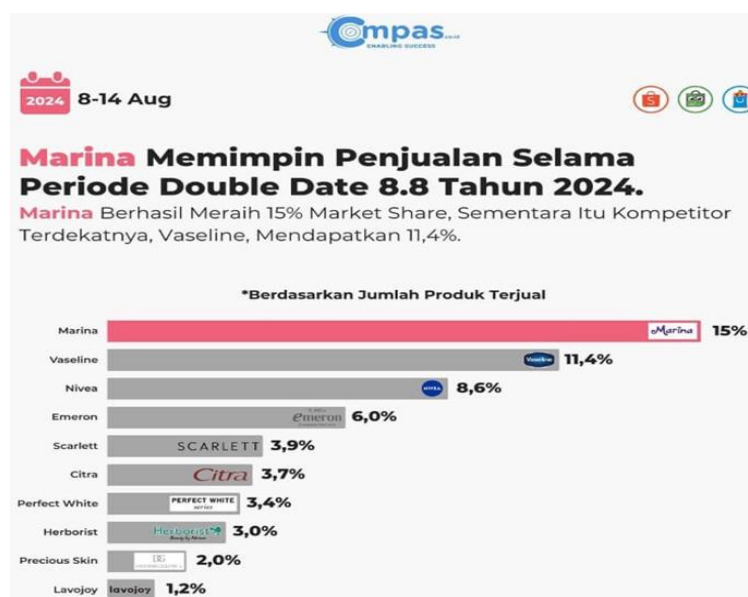 Compas.co.id
ENABLING SUCCESS
2024 8-14 Aug
Marina Memimpin Penjualan Selama
Periode Double Date 8.8 Tahun 2024.
Marina Berhasil Meraih 15% Market Share, Sementara Itu Kompetitor
Terdekatnya, Vaseline, Mendapatkan 11,4%.
*Berdasarkan Jumlah Produk Terjual
Marina Marina 15%
Vaseline Vaseline 11,4%
Nivea NIVEA 8,6%
Emeron emeron 6,0%
Scarlett SCARLETT 3,9%
Citra Citra 3,7%
Perfect White PERFECT WHITE 3,4%
Herborist Herborist 3,0%
Precious Skin 2,0%
Lavojoy lavojoy 1,2%